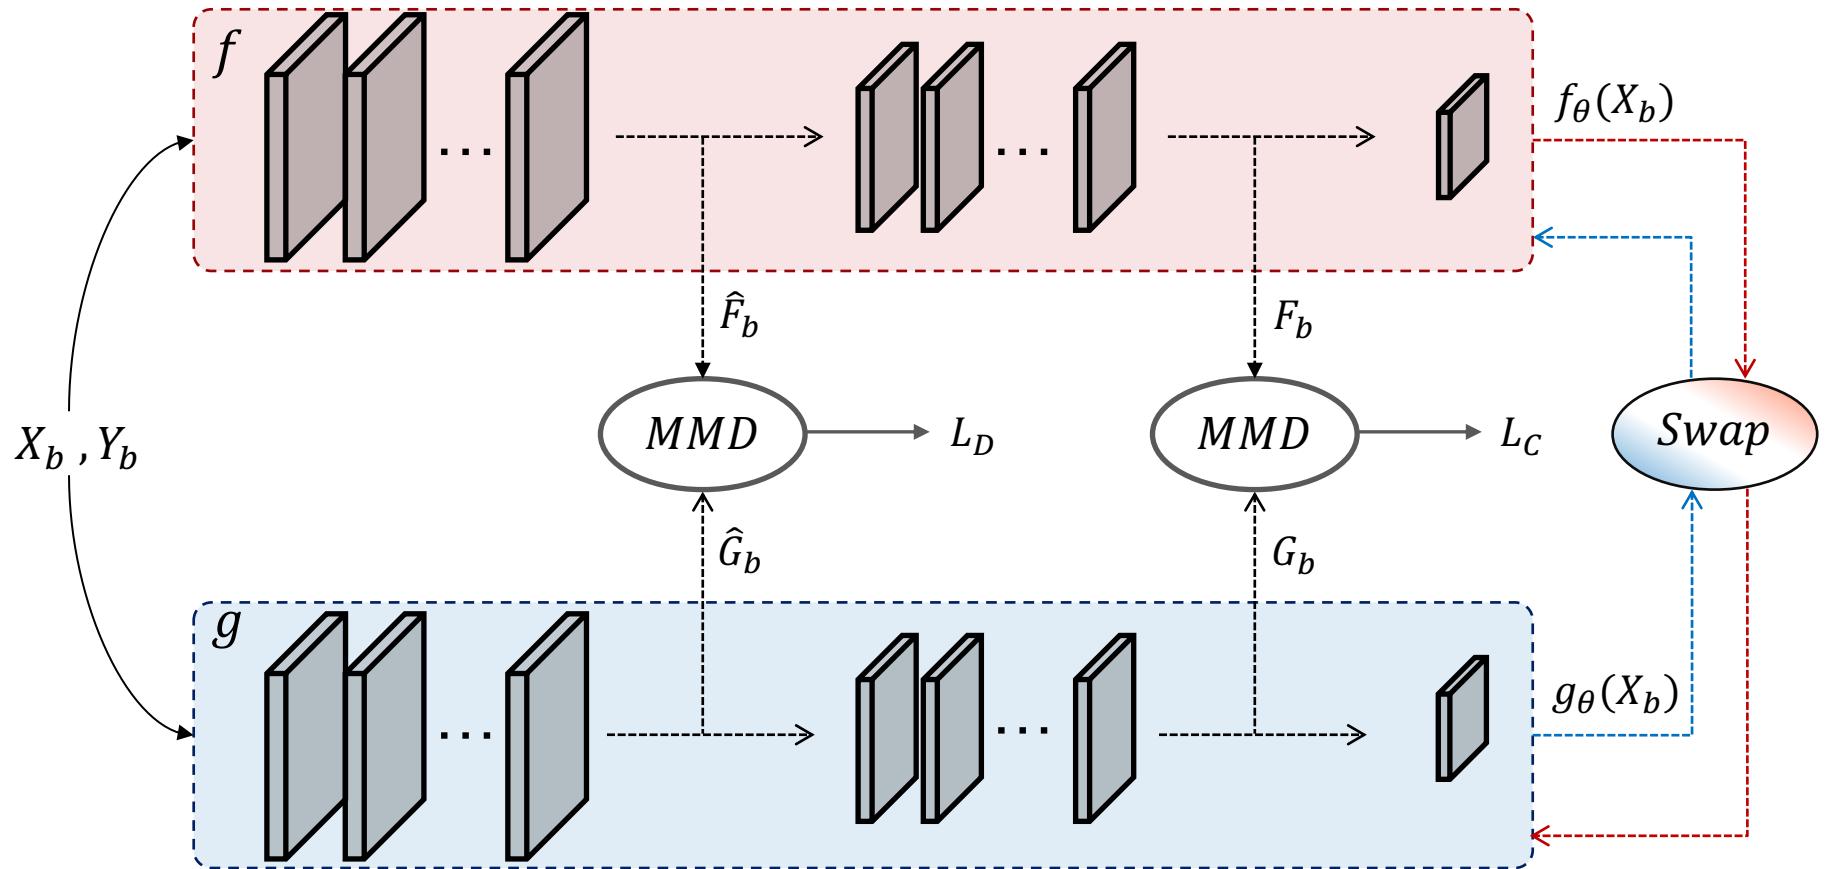 f
. . .
. . .
f_θ(X_b)
F̂_b
F_b
X_b , Y_b
MMD
L_D
MMD
L_C
Swap
Ĝ_b
G_b
g
. . .
. . .
g_θ(X_b)